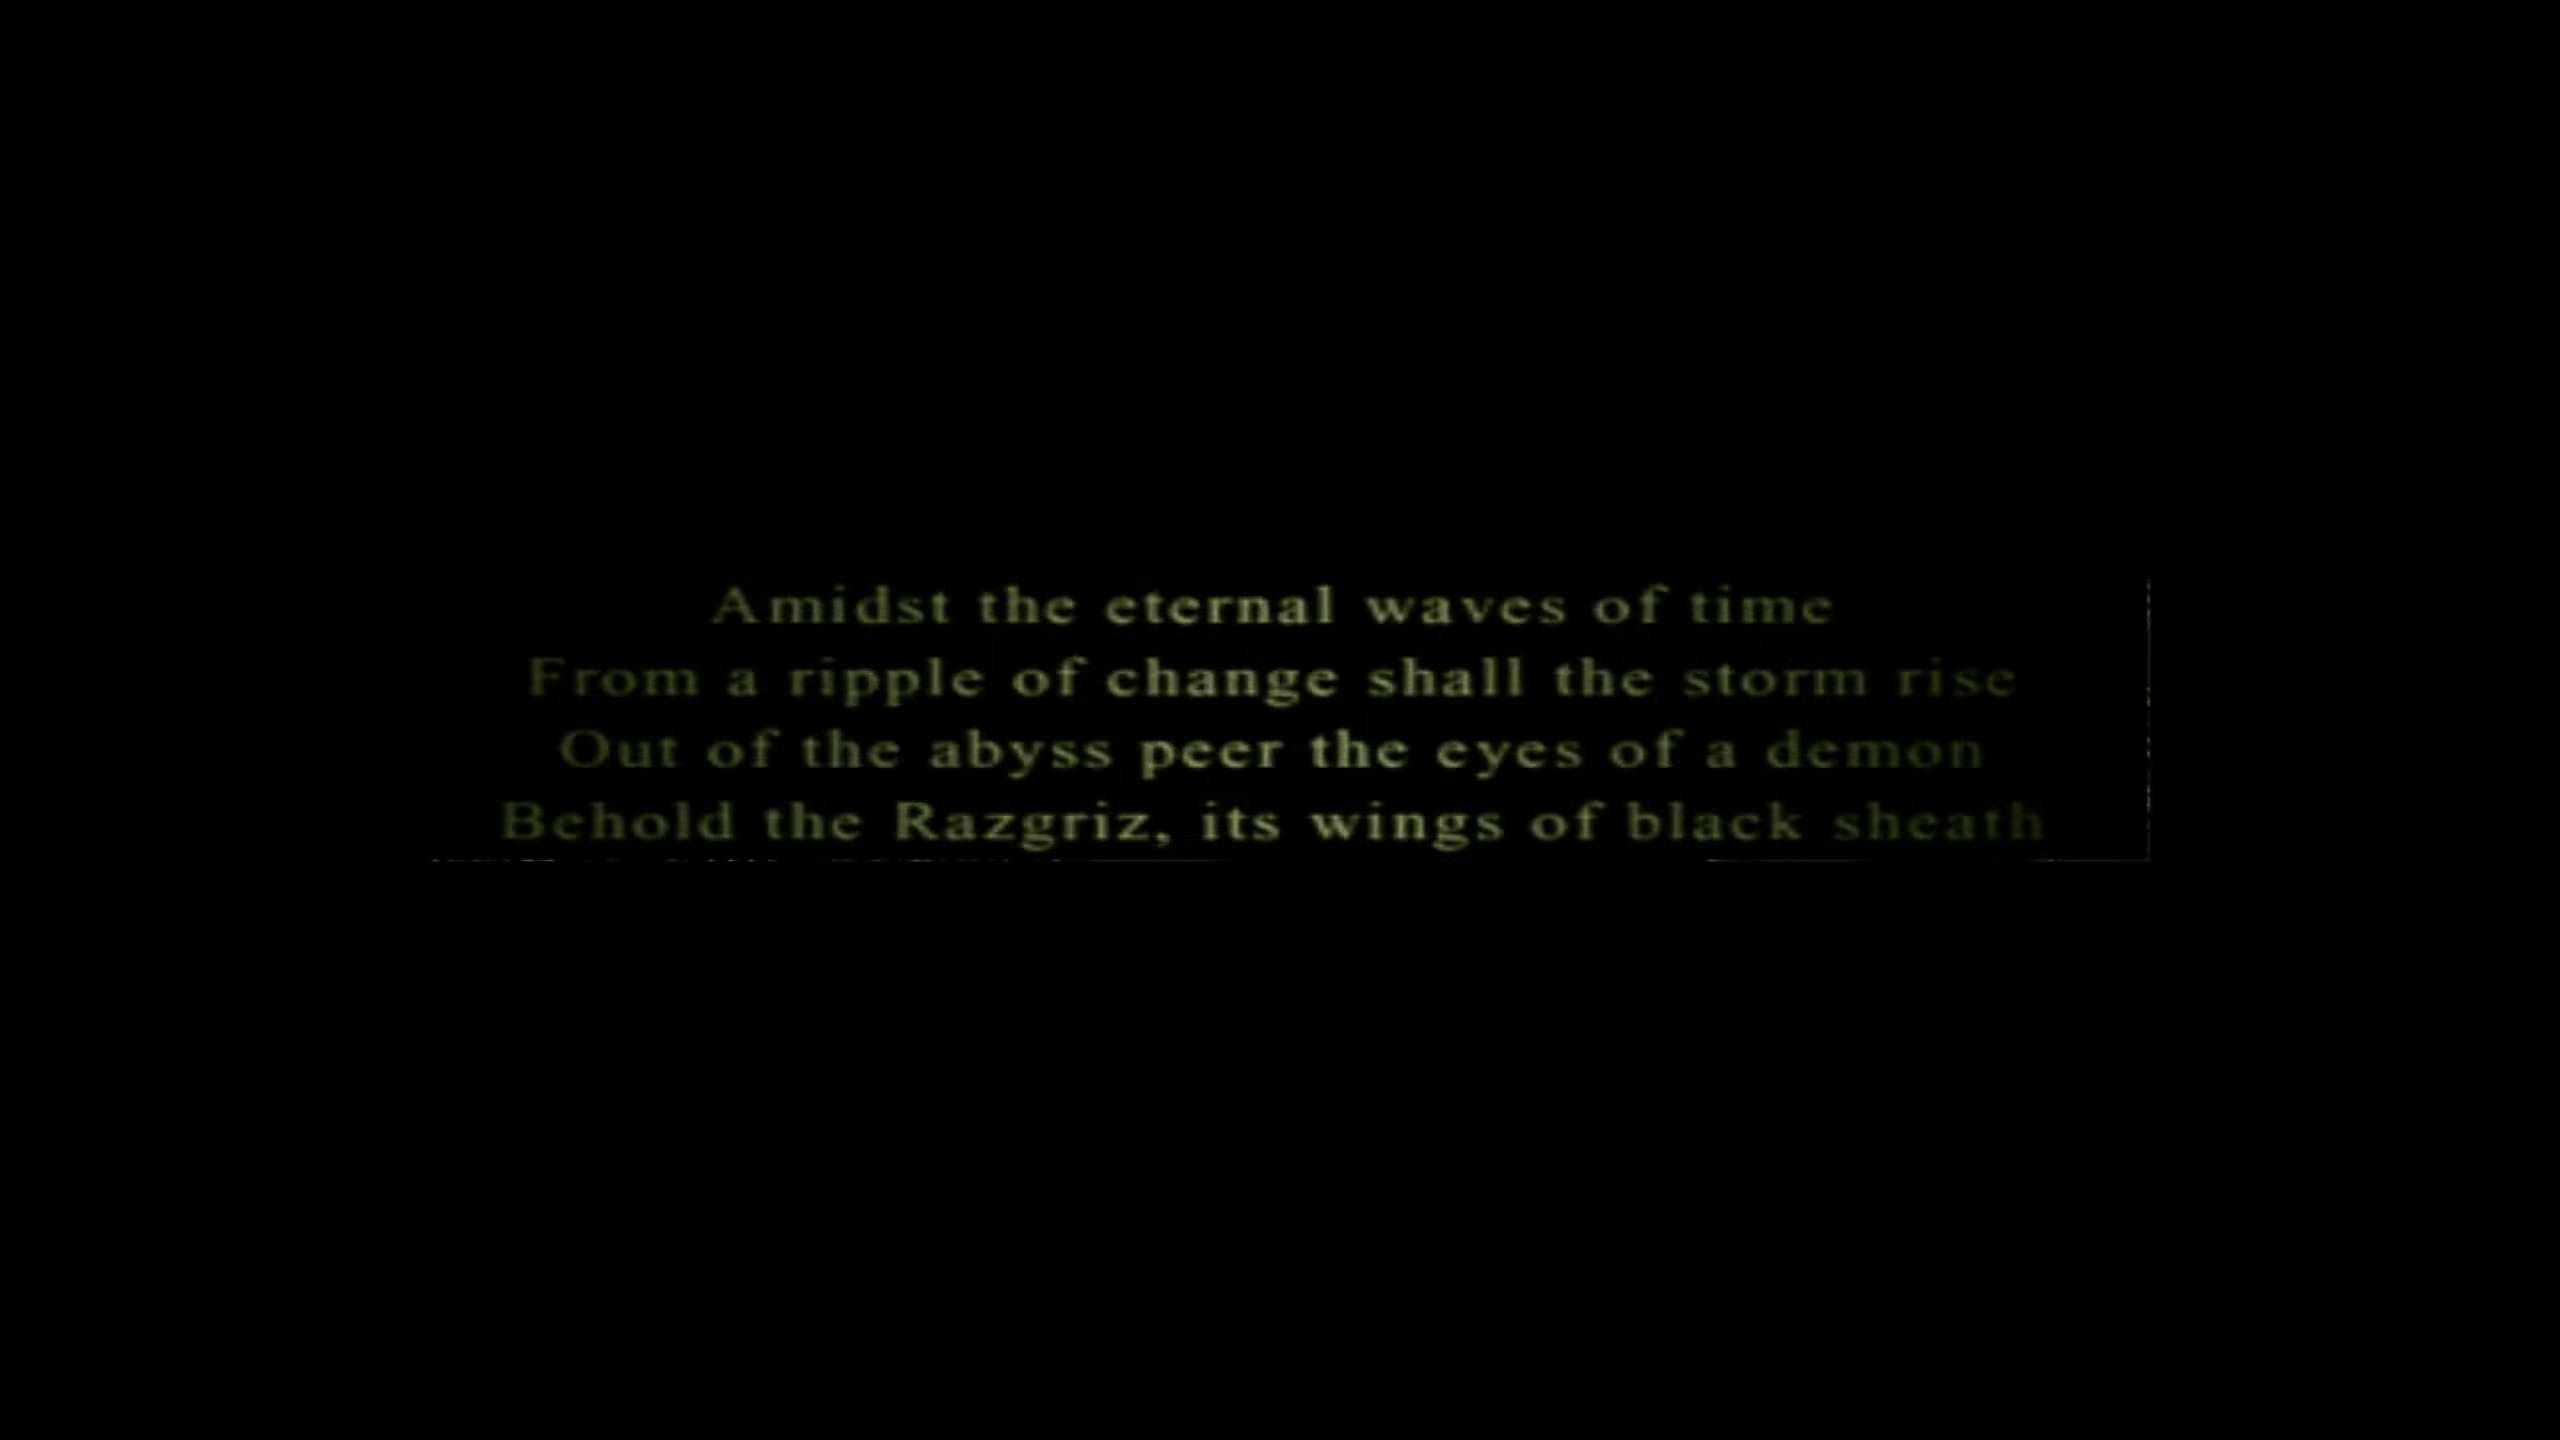 Amidst the eternal waves of time
From a ripple of change shall the storm rise
Out of the abyss peer the eyes of a demon
Behold the Razgriz, its wings of black sheath